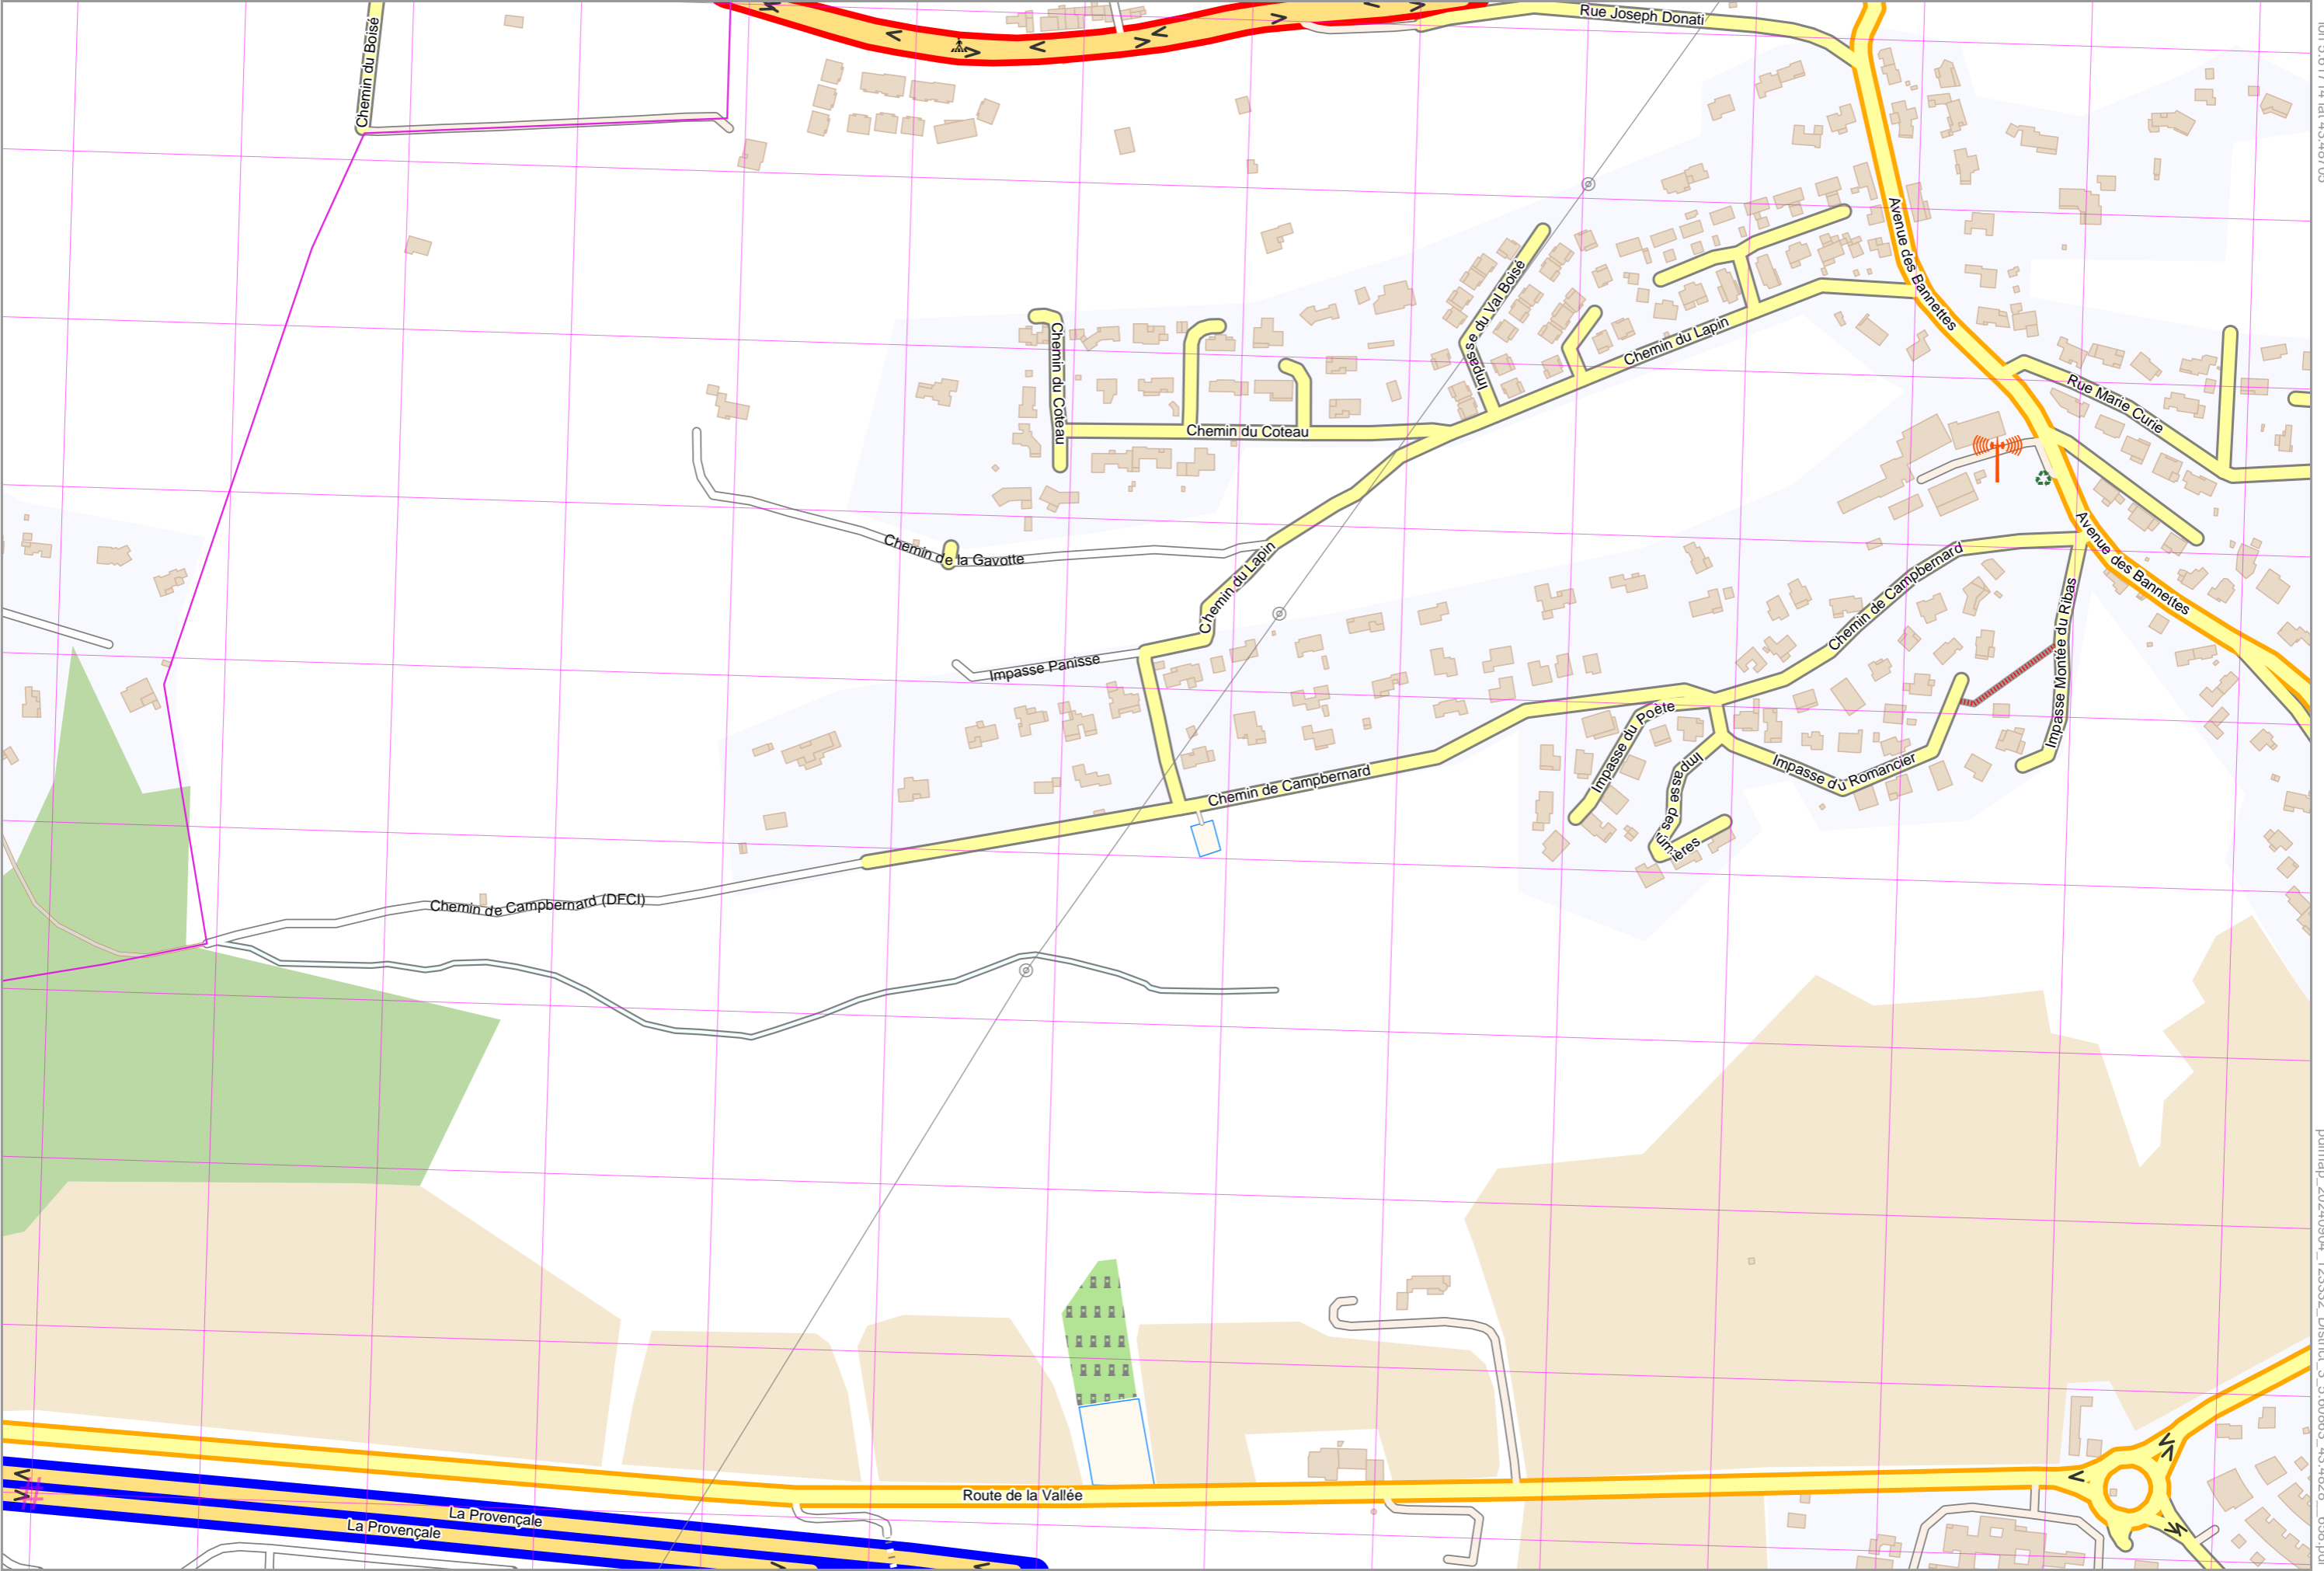 Chemin du Boisé
Rue Joseph Donati
Avenue des Bannettes
Impasse du Val Boisé
Chemin du Lapin
Chemin du Coteau
Chemin du Coteau
Rue Marie Curie
Chemin de la Gavotte
Chemin du Lapin
Avenue des Bannettes
Chemin de Campbernard
Impasse Montée du Ribas
Impasse Panisse
Impasse du Poète
Impasse du Romancier
Impasse des
Chemin de Campbernard
Chemin de Campbernard (DFCI)
Route de la Vallée
La Provençale
La Provençale